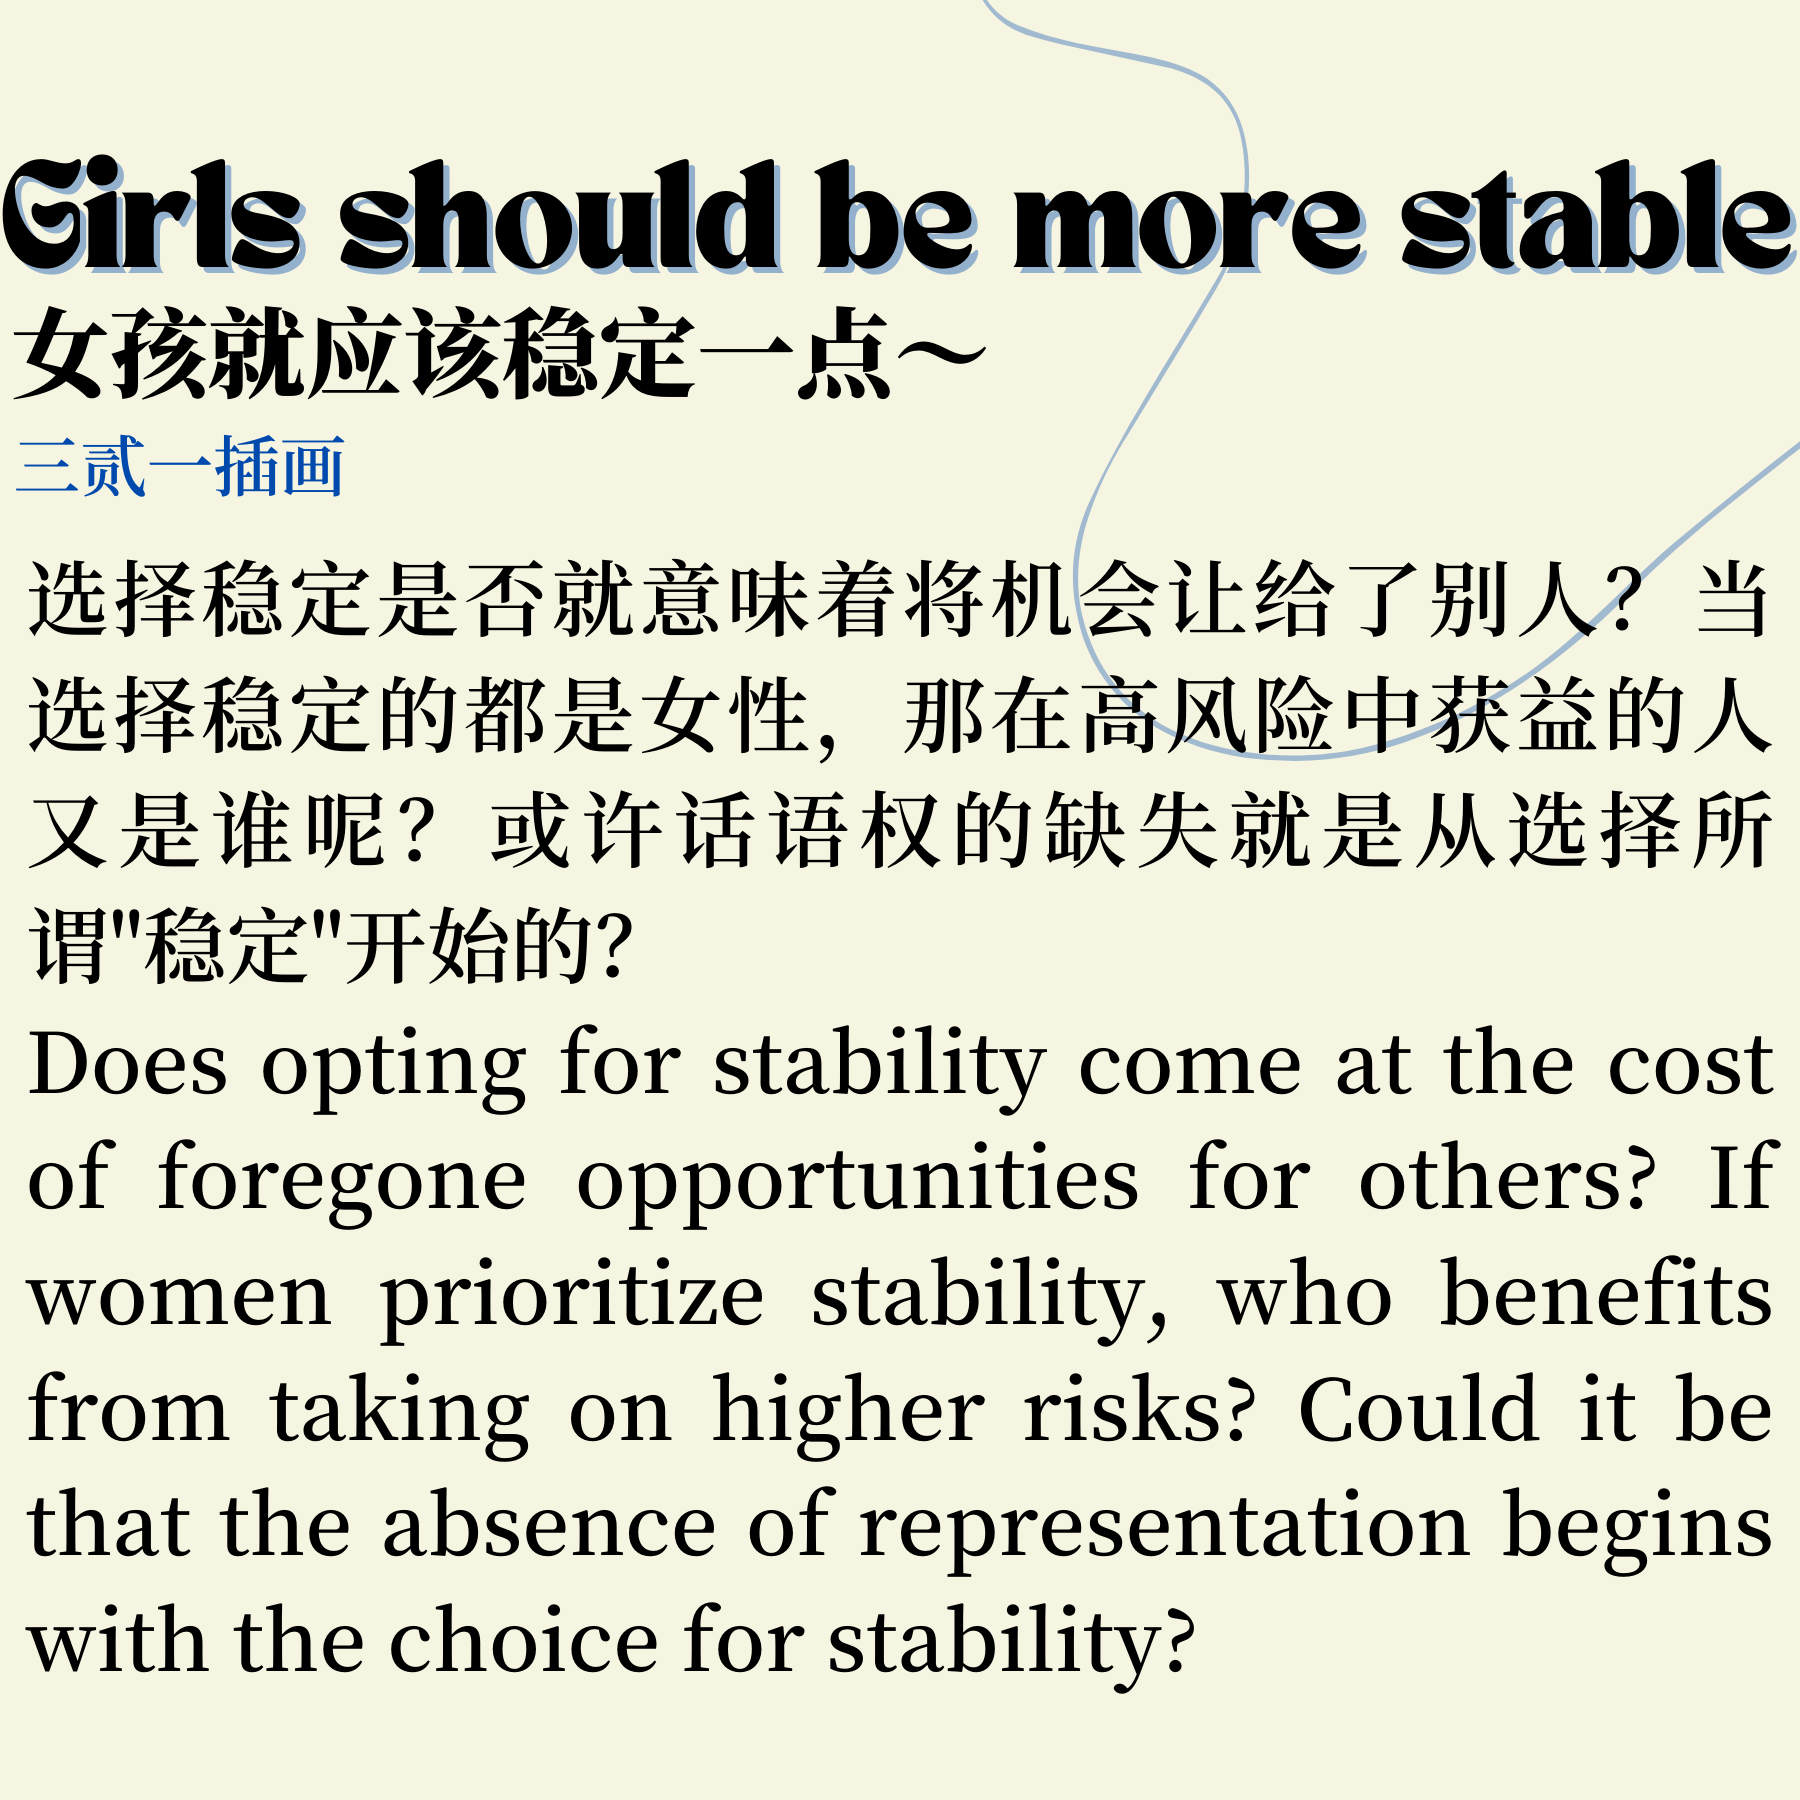 Girls should be more stable
女孩就应该稳定一点～
三贰一插画
选择稳定是否就意味着将机会让给了别人？当
选择稳定的都是女性，那在高风险中获益的人
又是谁呢？或许话语权的缺失就是从选择所
谓"稳定"开始的？
Does opting for stability come at the cost
of foregone opportunities for others? If
women prioritize stability, who benefits
from taking on higher risks? Could it be
that the absence of representation begins
with the choice for stability?